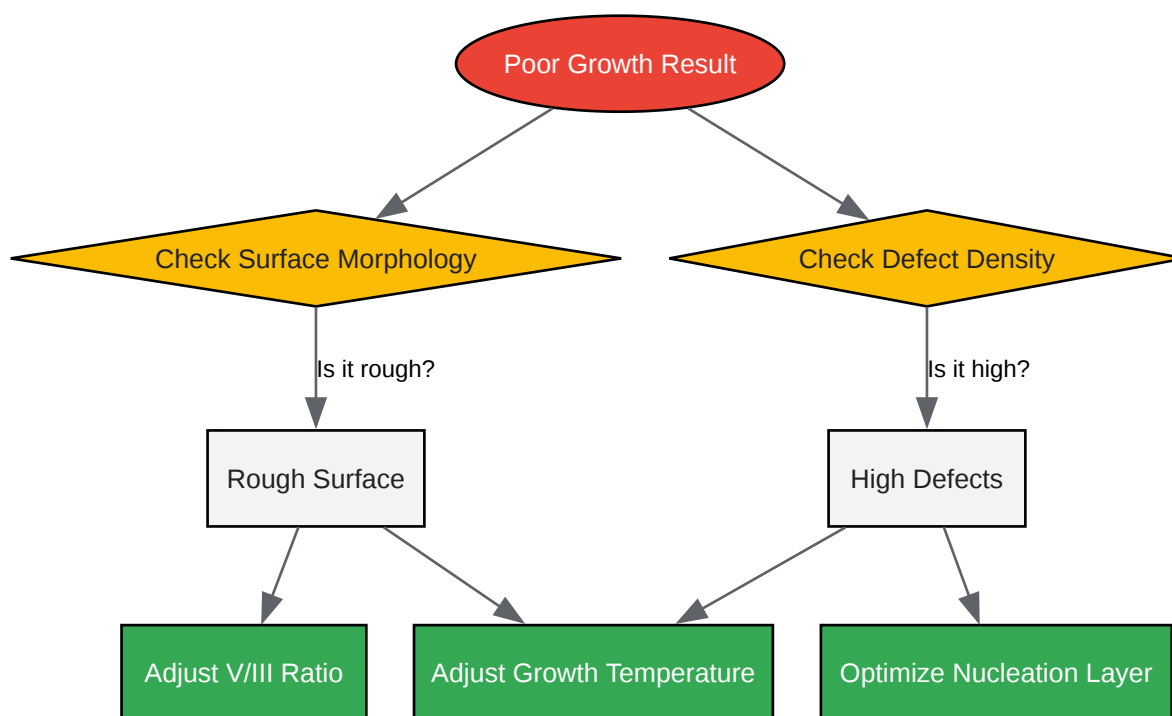 Poor Growth Result
Check Surface Morphology
Check Defect Density
Is it rough?
Is it high?
Rough Surface
High Defects
Adjust V/III Ratio
Adjust Growth Temperature
Optimize Nucleation Layer